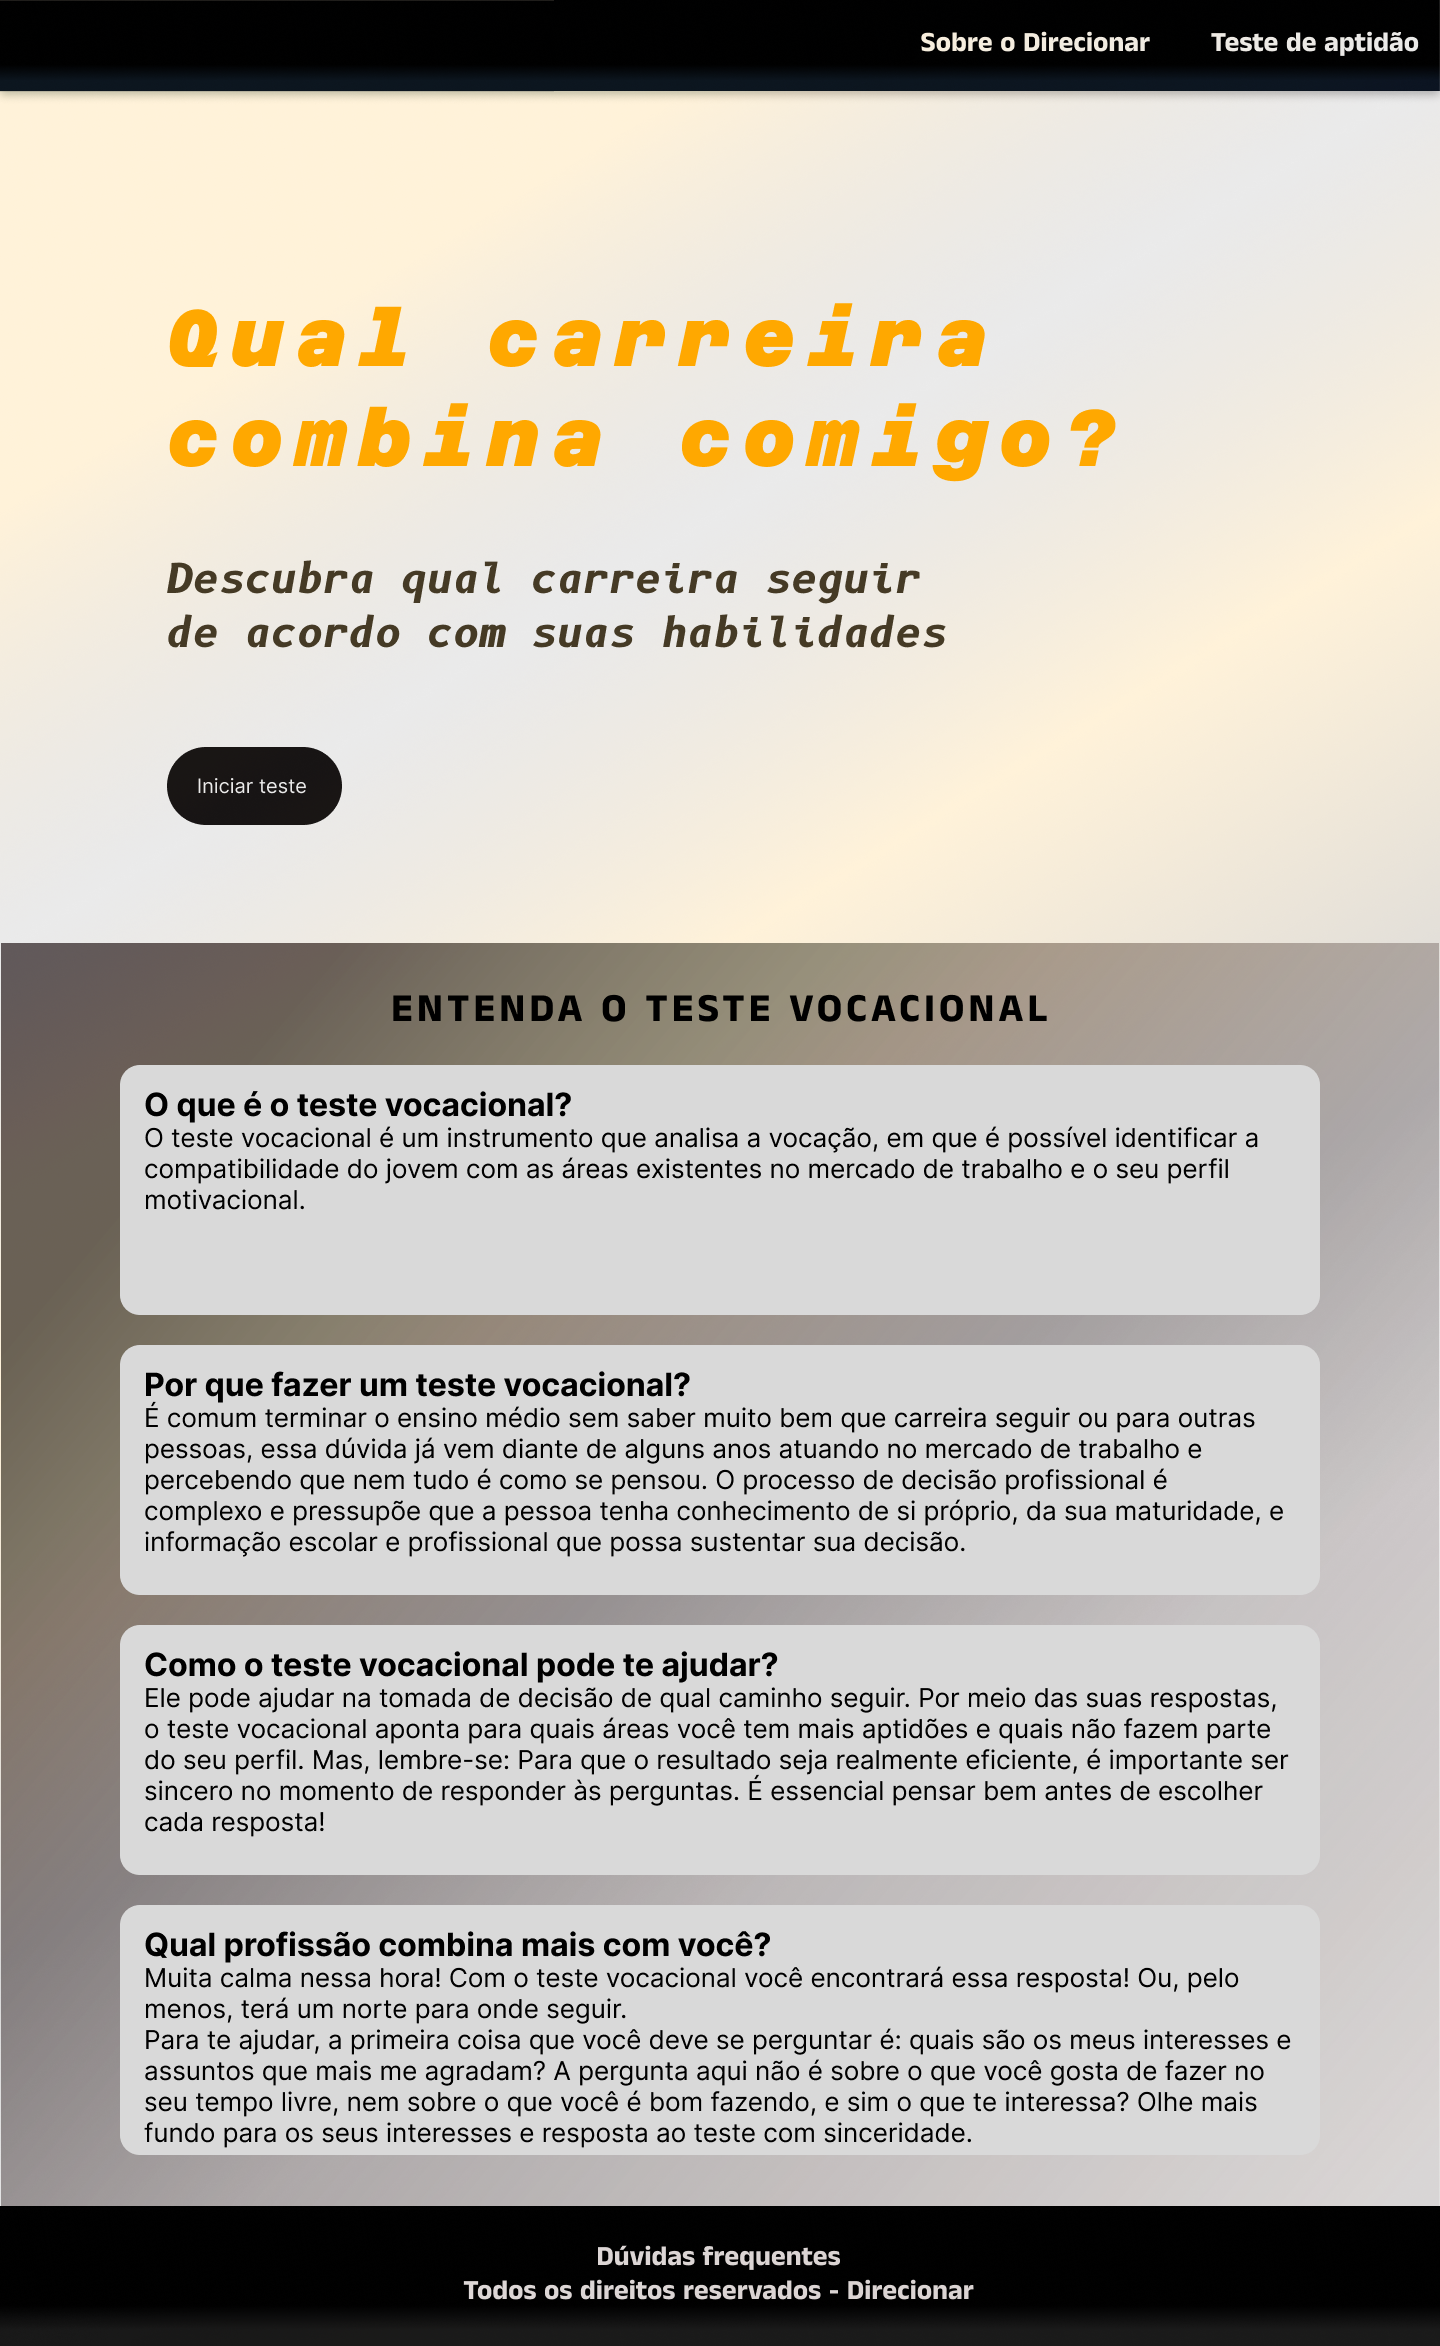 Sobre o Direcionar
Teste de aptidão
Qual carreira
combina comigo?
Descubra qual carreira seguir
de acordo com suas habilidades
Iniciar teste
ENTENDA O TESTE VOCACIONAL
O que é o teste vocacional?
O teste vocacional é um instrumento que analisa a vocação, em que é possível identificar a
compatibilidade do jovem com as áreas existentes no mercado de trabalho e o seu perfil
motivacional.
Por que fazer um teste vocacional?
É comum terminar o ensino médio sem saber muito bem que carreira seguir ou para outras
pessoas, essa dúvida já vem diante de alguns anos atuando no mercado de trabalho e
percebendo que nem tudo é como se pensou. O processo de decisão profissional é
complexo e pressupõe que a pessoa tenha conhecimento de si próprio, da sua maturidade, e
informação escolar e profissional que possa sustentar sua decisão.
Como o teste vocacional pode te ajudar?
Ele pode ajudar na tomada de decisão de qual caminho seguir. Por meio das suas respostas,
o teste vocacional aponta para quais áreas você tem mais aptidões e quais não fazem parte
do seu perfil. Mas, lembre-se: Para que o resultado seja realmente eficiente, é importante ser
sincero no momento de responder às perguntas. É essencial pensar bem antes de escolher
cada resposta!
Qual profissão combina mais com você?
Muita calma nessa hora! Com o teste vocacional você encontrará essa resposta! Ou, pelo
menos, terá um norte para onde seguir.
Para te ajudar, a primeira coisa que você deve se perguntar é: quais são os meus interesses e
assuntos que mais me agradam? A pergunta aqui não é sobre o que você gosta de fazer no
seu tempo livre, nem sobre o que você é bom fazendo, e sim o que te interessa? Olhe mais
fundo para os seus interesses e resposta ao teste com sinceridade.
Dúvidas frequentes
Todos os direitos reservados - Direcionar